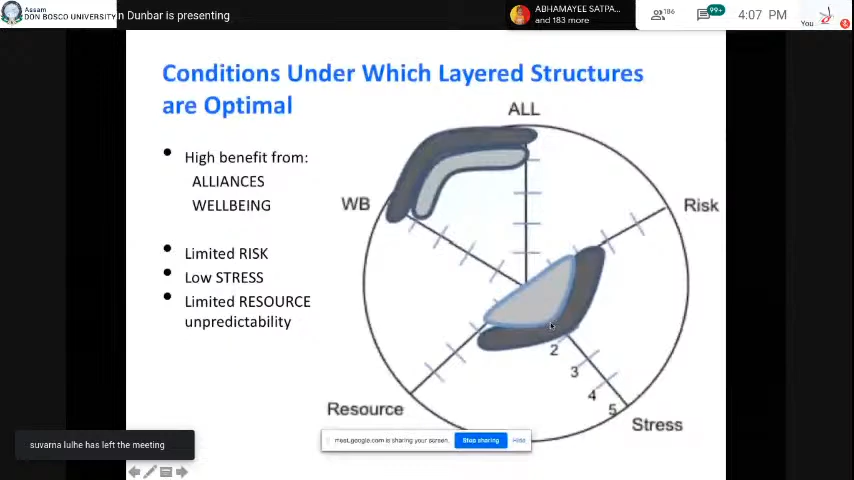 Assam
DON BOSCO UNIVERSITY
n Dunbar is presenting
ABHAMAYEE SATPA...
and 183 more
186
99+
4:07 PM
You
Conditions Under Which Layered Structures
are Optimal
• High benefit from:
ALLIANCES
WELLBEING
• Limited RISK
• Low STRESS
• Limited RESOURCE
unpredictability
ALL
WB
Risk
2
3
4
5
Resource
Stress
meet.google.com is sharing your screen.
Stop sharing
Hide
suvarna lulhe has left the meeting